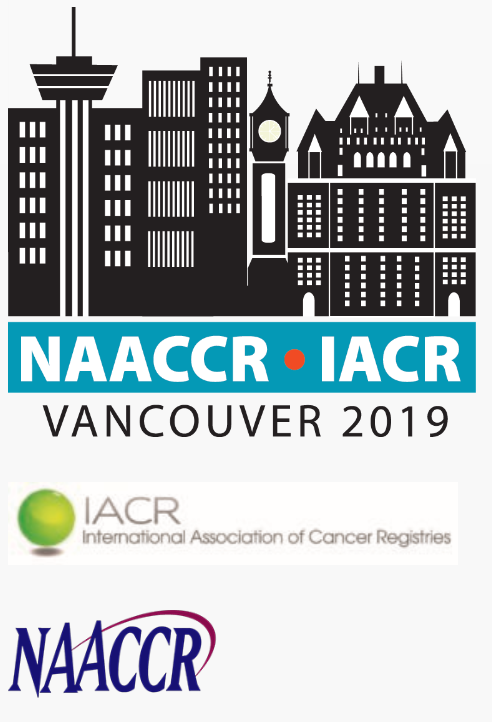 NAACCR • IACR
VANCOUVER 2019
IACR
International Association of Cancer Registries
NAACCR